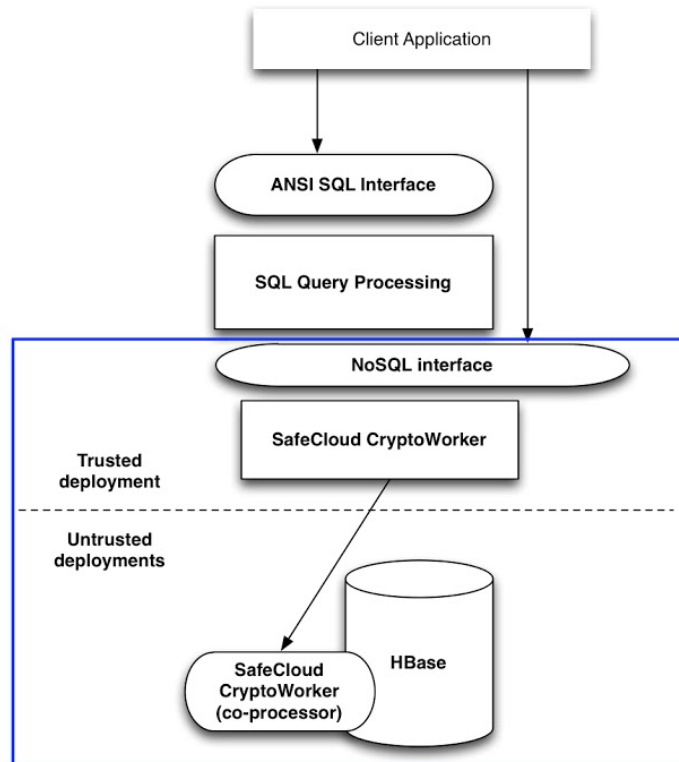 Client Application
ANSI SQL Interface
SQL Query Processing
NoSQL interface
SafeCloud CryptoWorker
Trusted
deployment
Untrusted
deployments
HBase
SafeCloud
CryptoWorker
(co-processor)